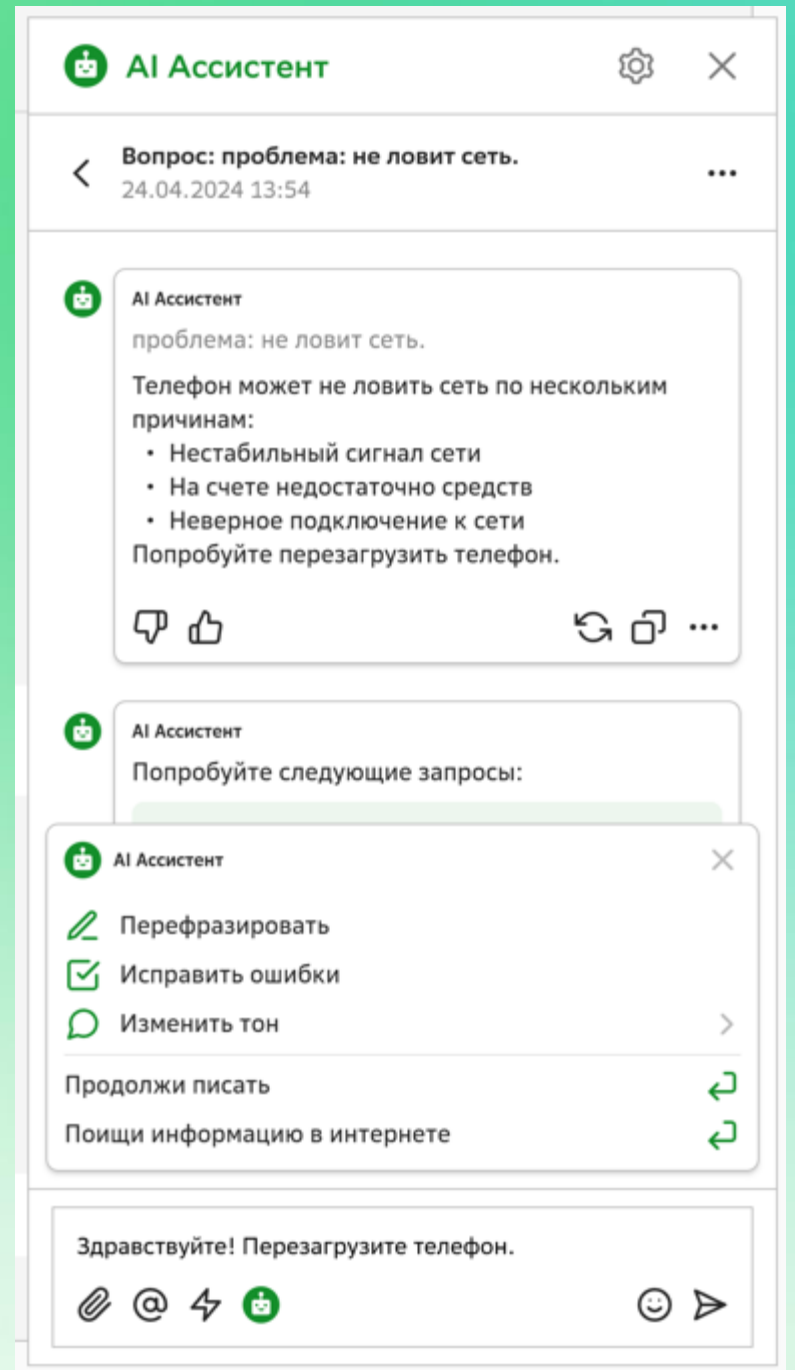 AI Ассистент
Вопрос: проблема: не ловит сеть.
24.04.2024 13:54
AI Ассистент
проблема: не ловит сеть.
Телефон может не ловить сеть по нескольким
причинам:
• Нестабильный сигнал сети
• На счете недостаточно средств
• Неверное подключение к сети
Попробуйте перезагрузить телефон.
AI Ассистент
Попробуйте следующие запросы:
AI Ассистент
Перефразировать
Исправить ошибки
Изменить тон
Продолжи писать
Поищи информацию в интернете
Здравствуйте! Перезагрузите телефон.